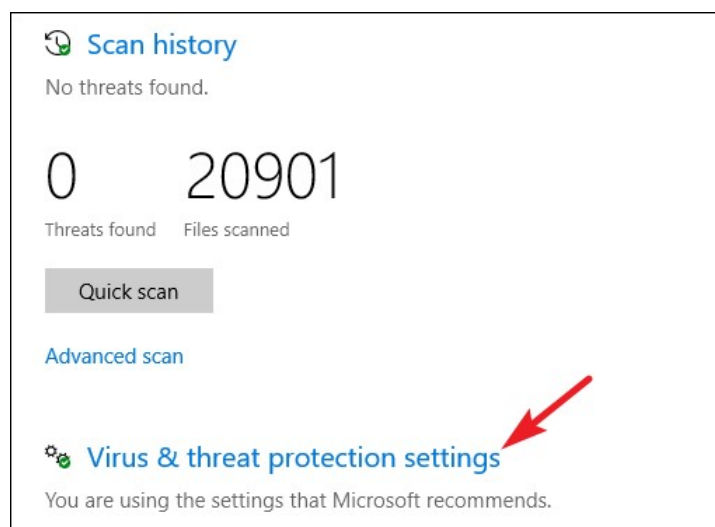 Scan history
No threats found.
0 20901
Threats found Files scanned
Quick scan
Advanced scan
Virus & threat protection settings
You are using the settings that Microsoft recommends.